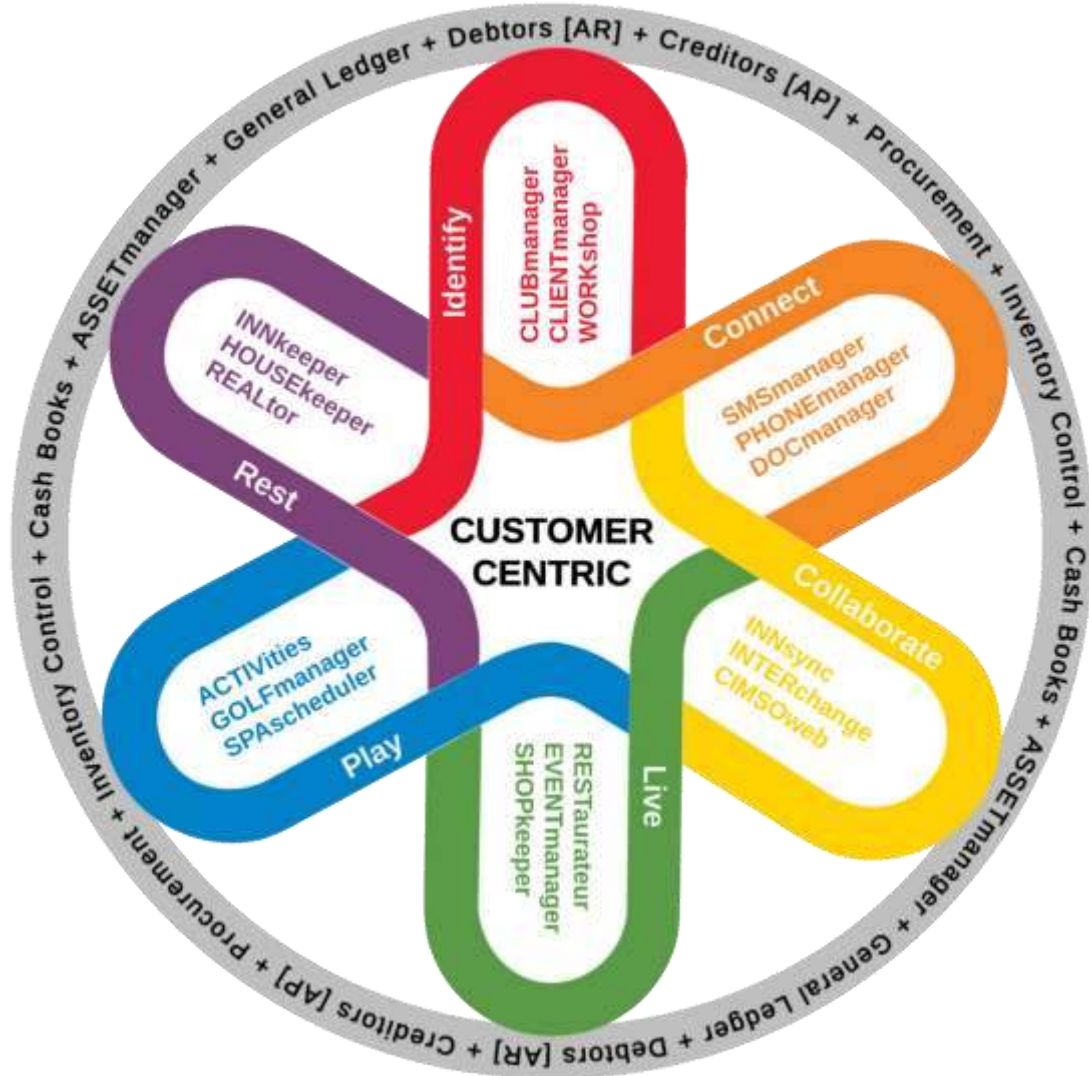 ASSETmanager + General Ledger + Debtors [AR] + Creditors [AP] + Procurement + Inventory Control + Cash Books + ASSETmanager + General Ledger + Debtors [AR] + Creditors [AP] + Procurement + Inventory Control + Cash Books +
Identify
CLUBmanager
CLIENTmanager
WORKshop
Connect
SMSmanager
PHONEmanager
DOCmanager
Collaborate
INNsync
INTERchange
CIMSOweb
Live
RESTaurateur
EVENTmanager
SHOPkeeper
Play
ACTIVities
GOLFmanager
SPAscheduler
Rest
INNkeeper
HOUSEkeeper
REALtor
CUSTOMER
CENTRIC